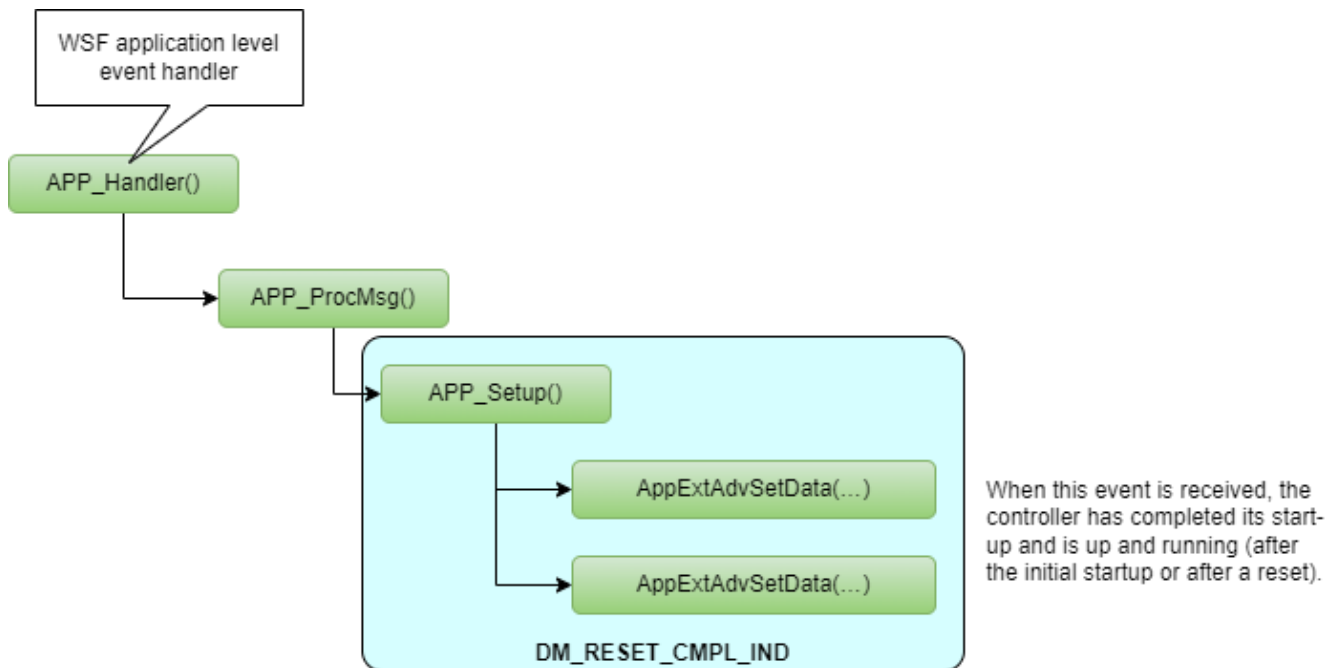 WSF application level
event handler
APP_Handler()
APP_ProcMsg()
APP_Setup()
AppExtAdvSetData(...)
When this event is received, the
controller has completed its start-
up and is up and running (after
the initial startup or after a reset).
AppExtAdvSetData(...)
DM_RESET_CMPL_IND